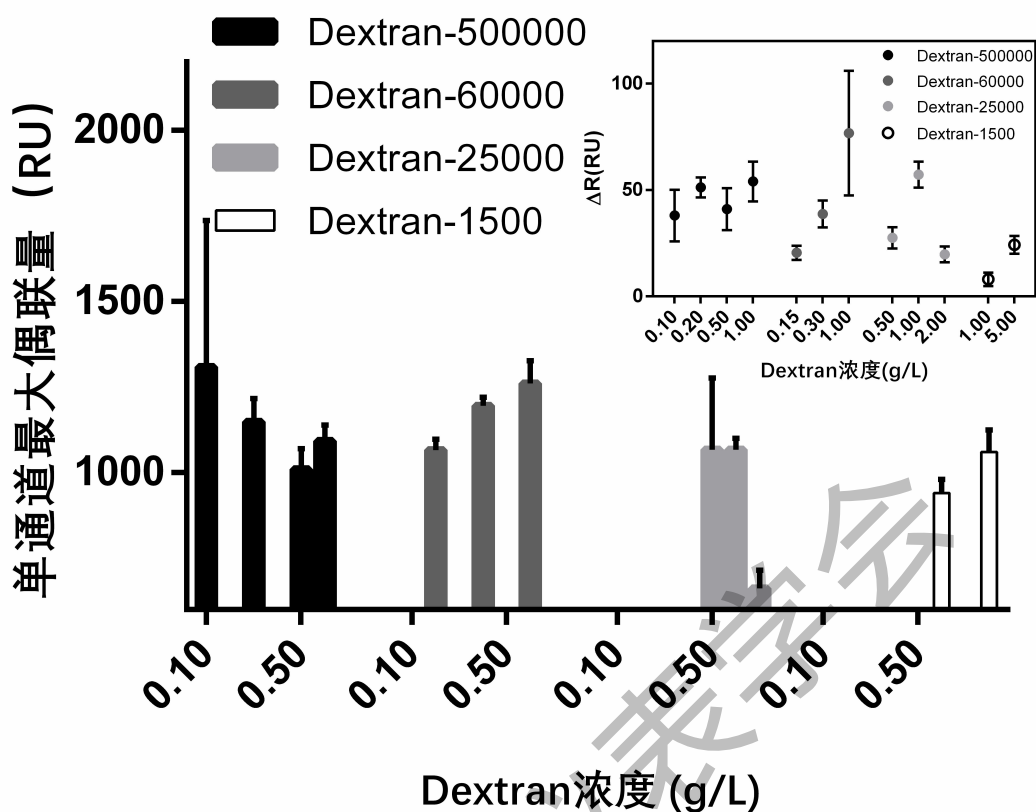 Dextran-500000
Dextran-60000
Dextran-25000
Dextran-1500
单通道最大偶联量 (RU)
2000
1500
1000
0.10
0.50
0.10
0.50
0.10
0.50
0.10
0.50
Dextran浓度 (g/L)
Dextran-500000
Dextran-60000
Dextran-25000
Dextran-1500
ΔR(RU)
100
50
0
0.10
0.20
0.50
1.00
0.15
0.30
1.00
0.50
1.00
2.00
1.00
5.00
Dextran浓度(g/L)
表学会